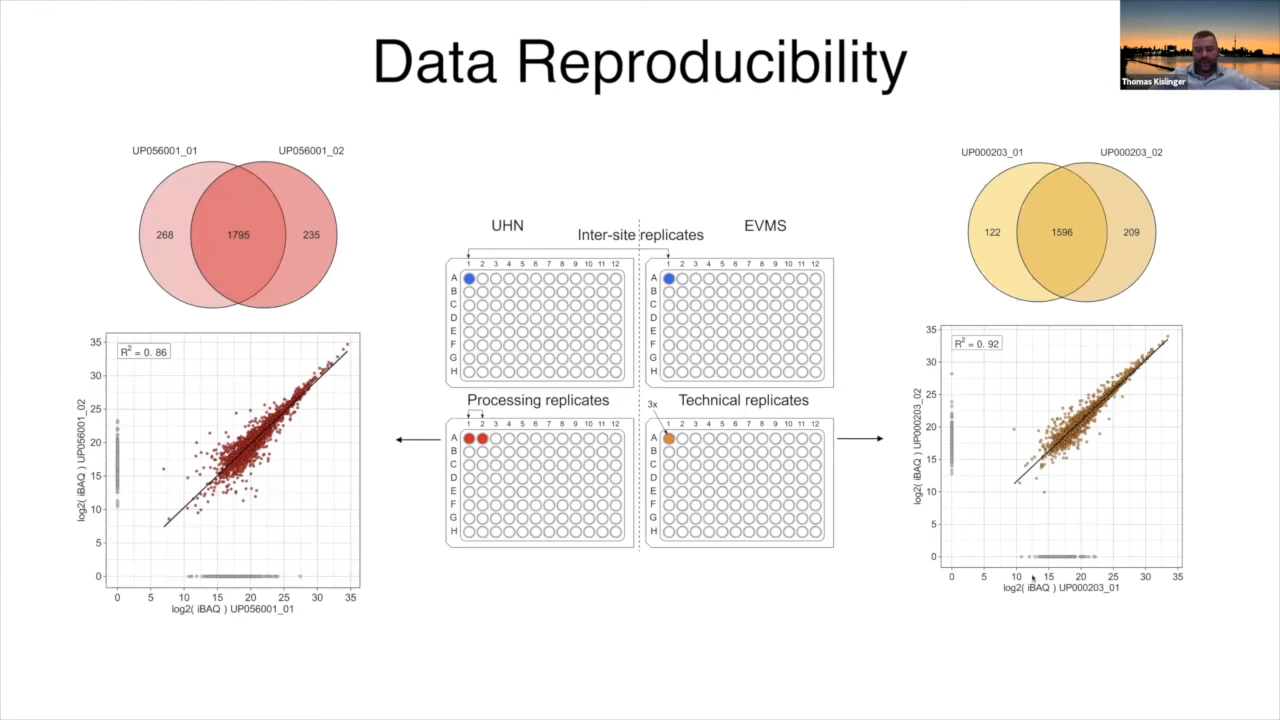 Data Reproducibility
Thomas Kislinger
UP056001_01 UP056001_02
268 1795 235
R2 = 0. 86
35
30
25
20
15
10
5
0
log2( iBAQ ) UP056001_02
0 5 10 15 20 25 30 35
log2( iBAQ ) UP056001_01
UHN EVMS
Inter-site replicates
1 2 3 4 5 6 7 8 9 10 11 12
A
B
C
D
E
F
G
H
1 2 3 4 5 6 7 8 9 10 11 12
A
B
C
D
E
F
G
H
Processing replicates
1 2 3 4 5 6 7 8 9 10 11 12
A
B
C
D
E
F
G
H
Technical replicates
3x
1 2 3 4 5 6 7 8 9 10 11 12
A
B
C
D
E
F
G
H
UP000203_01 UP000203_02
122 1596 209
R2 = 0. 92
35
30
25
20
15
10
5
0
log2( iBAQ ) UP000203_02
0 5 10 15 20 25 30 35
log2( iBAQ ) UP000203_01